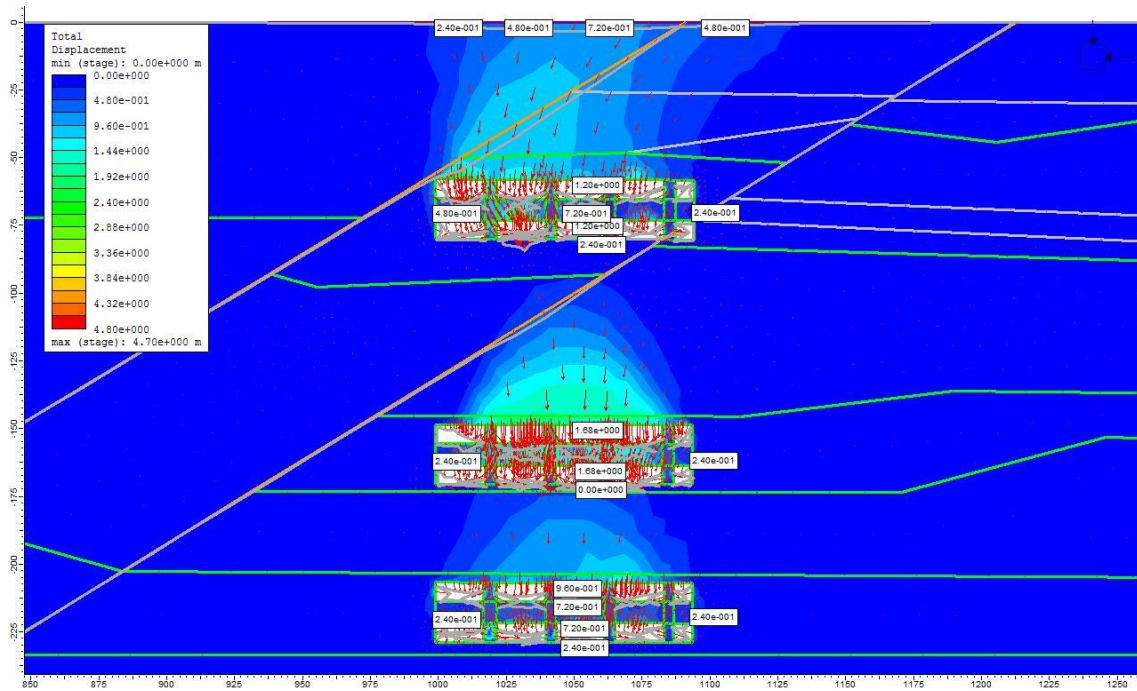 Total
Displacement
min (stage): 0.00e+000 m
0.00e+000
4.80e-001
9.60e-001
1.44e+000
1.92e+000
2.40e+000
2.88e+000
3.36e+000
3.84e+000
4.32e+000
4.80e+000
max (stage): 4.70e+000 m
2.40e-001 4.80e-001 7.20e-001 4.80e-001
1.20e+000
4.80e-001 7.20e-001 2.40e-001
1.20e+000
2.40e-001
1.68e+000
2.40e-001 2.40e-001
1.68e+000
0.00e+000
9.60e-001
7.20e-001
2.40e-001 2.40e-001
7.20e-001
2.40e-001
0
-25
-50
-75
-100
-125
-150
-175
-200
-225
850 875 900 925 950 975 1000 1025 1050 1075 1100 1125 1150 1175 1200 1225 1250